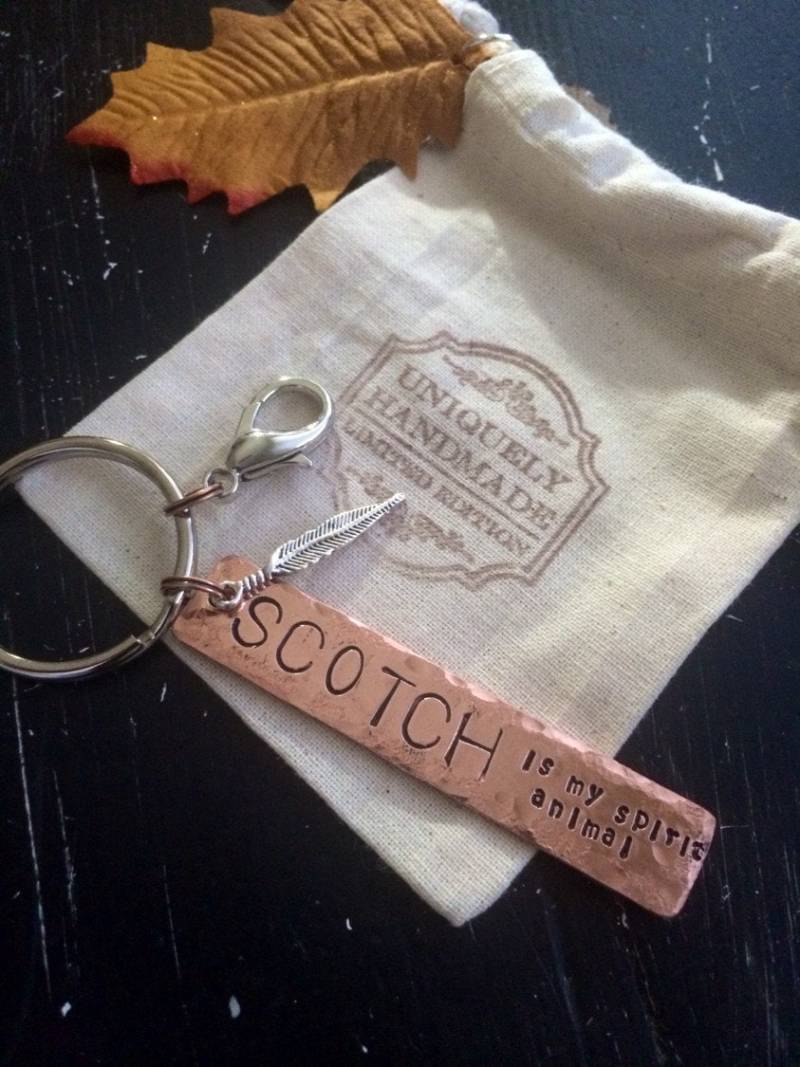 UNIQUELY
HANDMADE
LIMITED EDITION
SCOTCH
is my spirit
animal